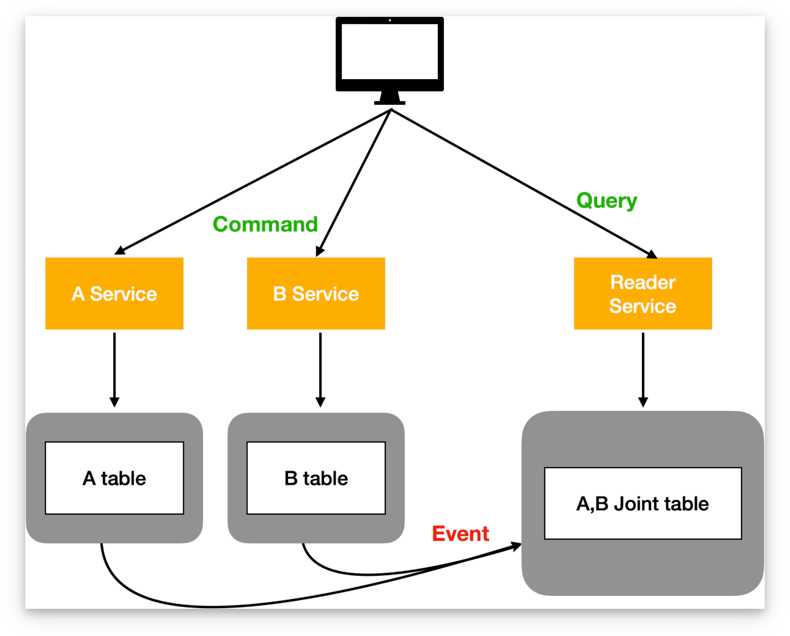 Query
Command
A Service
B Service
Reader
Service
A table
B table
A,B Joint table
Event